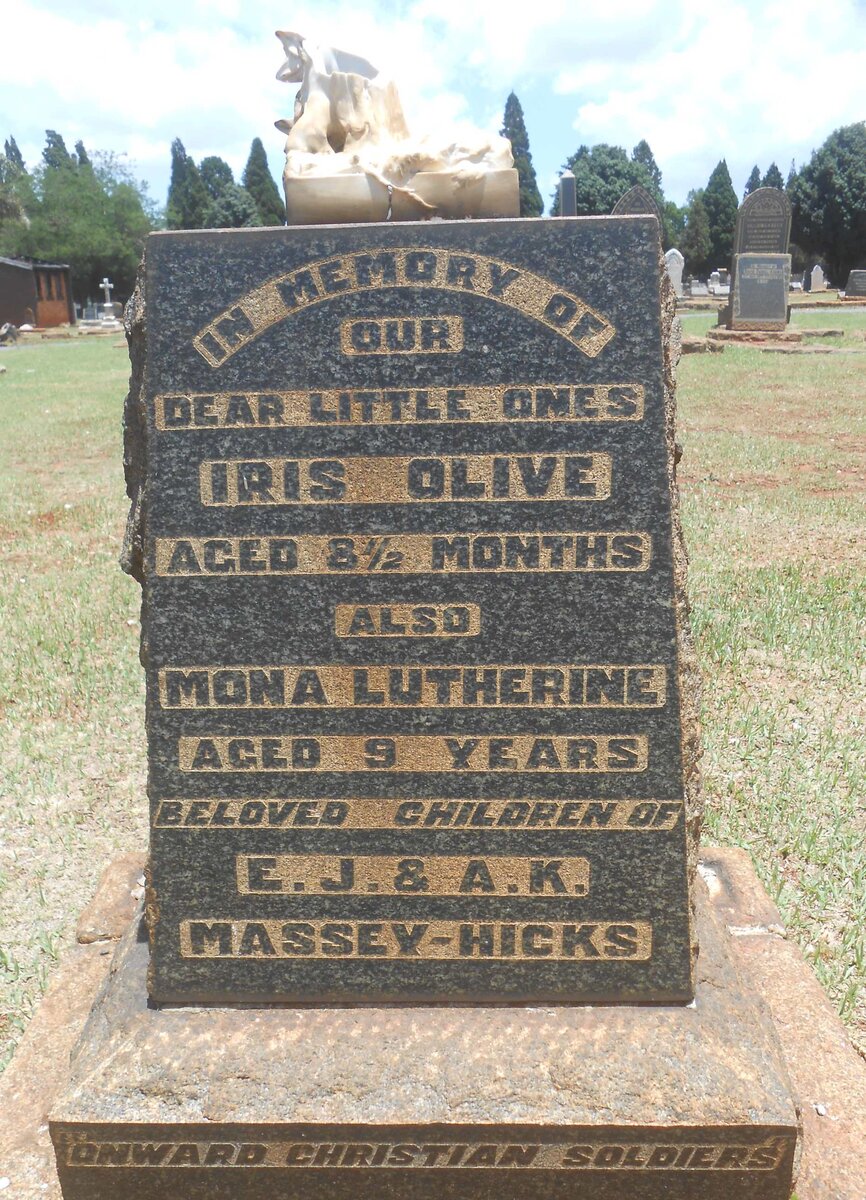 IN MEMORY OF
OUR
DEAR LITTLE ONES
IRIS OLIVE
AGED 8½ MONTHS
ALSO
MONA LUTHERINE
AGED 9 YEARS
BELOVED CHILDREN OF
E.J. & A.K.
MASSEY-HICKS
ONWARD CHRISTIAN SOLDIERS